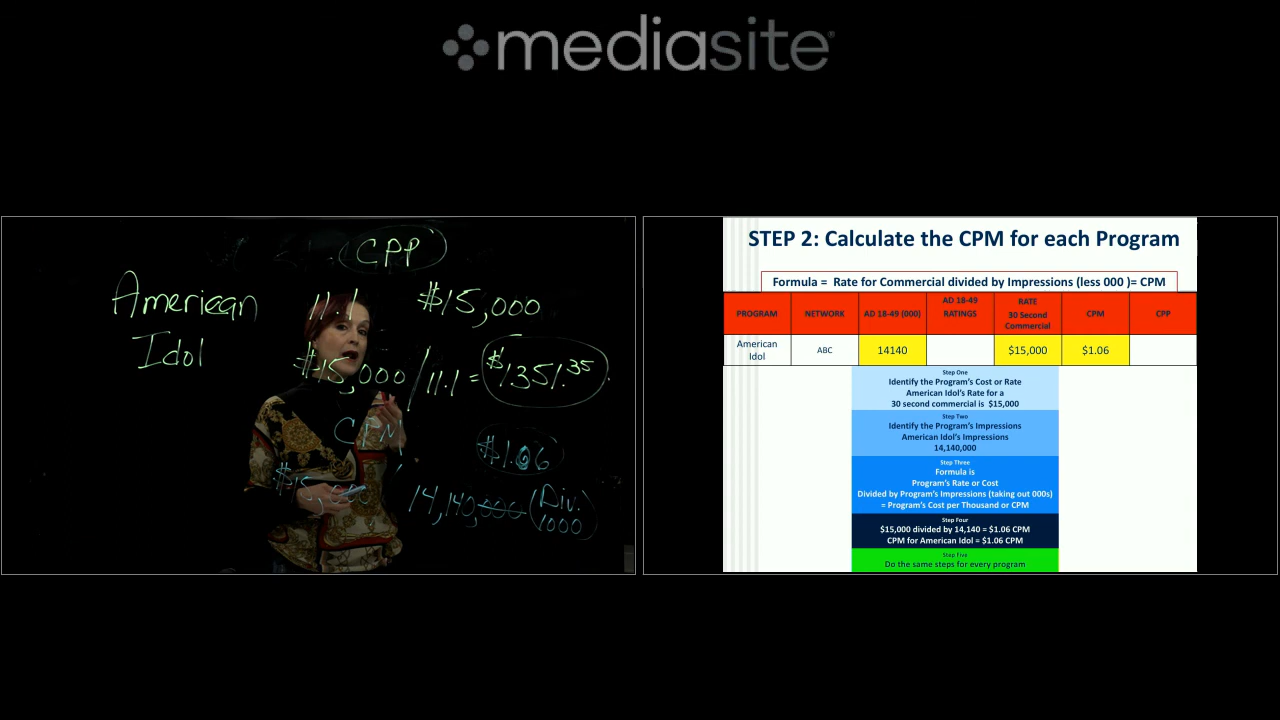 mediasite
CPP
American
Idol
11.1
$15,000
$15,000 / 11.1 = $1351.35
CPM
$1.06
$15,000
14,140,000 (Div.
1000)
STEP 2: Calculate the CPM for each Program
Formula = Rate for Commercial divided by Impressions (less 000 )= CPM
PROGRAM
NETWORK
AD 18-49 (000)
AD 18-49
RATINGS
RATE
30 Second
Commercial
CPM
CPP
American
Idol
ABC
14140
$15,000
$1.06
Step One
Identify the Program's Cost or Rate
American Idol's Rate for a
30 second commercial is $15,000
Step Two
Identify the Program's Impressions
American Idol's Impressions
14,140,000
Step Three
Formula is
Program's Rate or Cost
Divided by Program's Impressions (taking out 000s)
= Program's Cost per Thousand or CPM
Step Four
$15,000 divided by 14,140 = $1.06 CPM
CPM for American Idol = $1.06 CPM
Step Five
Do the same steps for every program